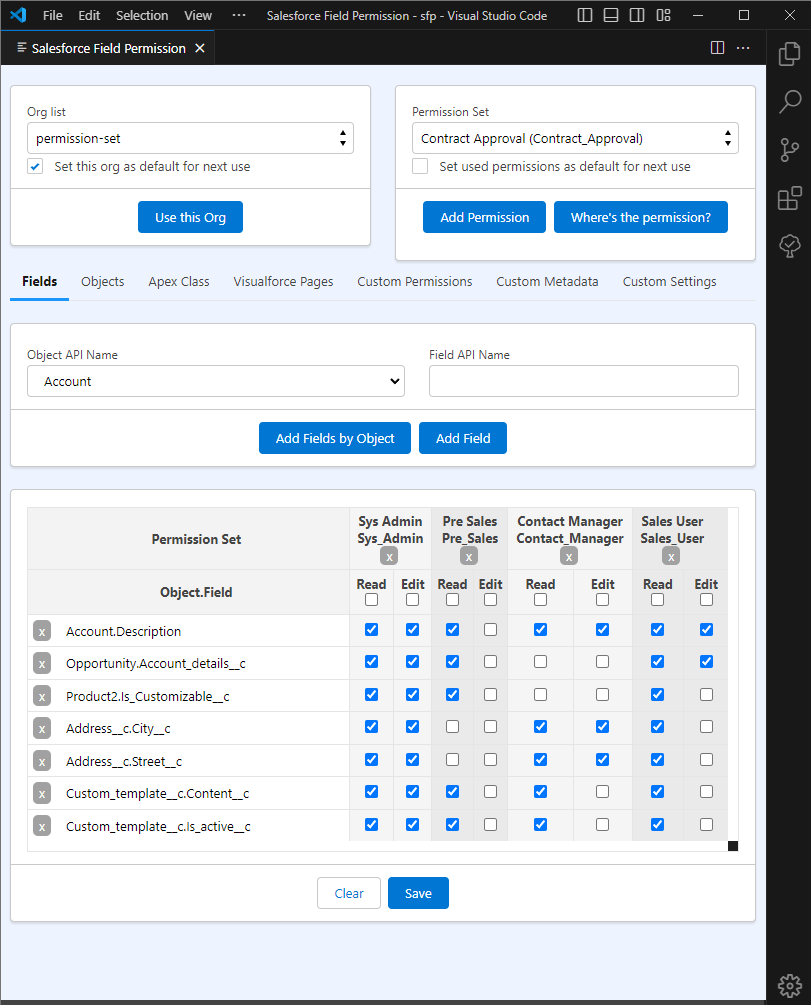 File Edit Selection View ··· Salesforce Field Permission - sfp - Visual Studio Code
Salesforce Field Permission
Org list
permission-set
Set this org as default for next use
Use this Org
Permission Set
Contract Approval (Contract_Approval)
Set used permissions as default for next use
Add Permission Where's the permission?
Fields Objects Apex Class Visualforce Pages Custom Permissions Custom Metadata Custom Settings
Object API Name Field API Name
Account
Add Fields by Object Add Field
Permission Set
Sys Admin
Sys_Admin
x
Pre Sales
Pre_Sales
x
Contact Manager
Contact_Manager
x
Sales User
Sales_User
x
Object.Field Read Edit Read Edit Read Edit Read Edit
x Account.Description
x Opportunity.Account_details__c
x Product2.Is_Customizable__c
x Address__c.City__c
x Address__c.Street__c
x Custom_template__c.Content__c
x Custom_template__c.Is_active__c
Clear Save